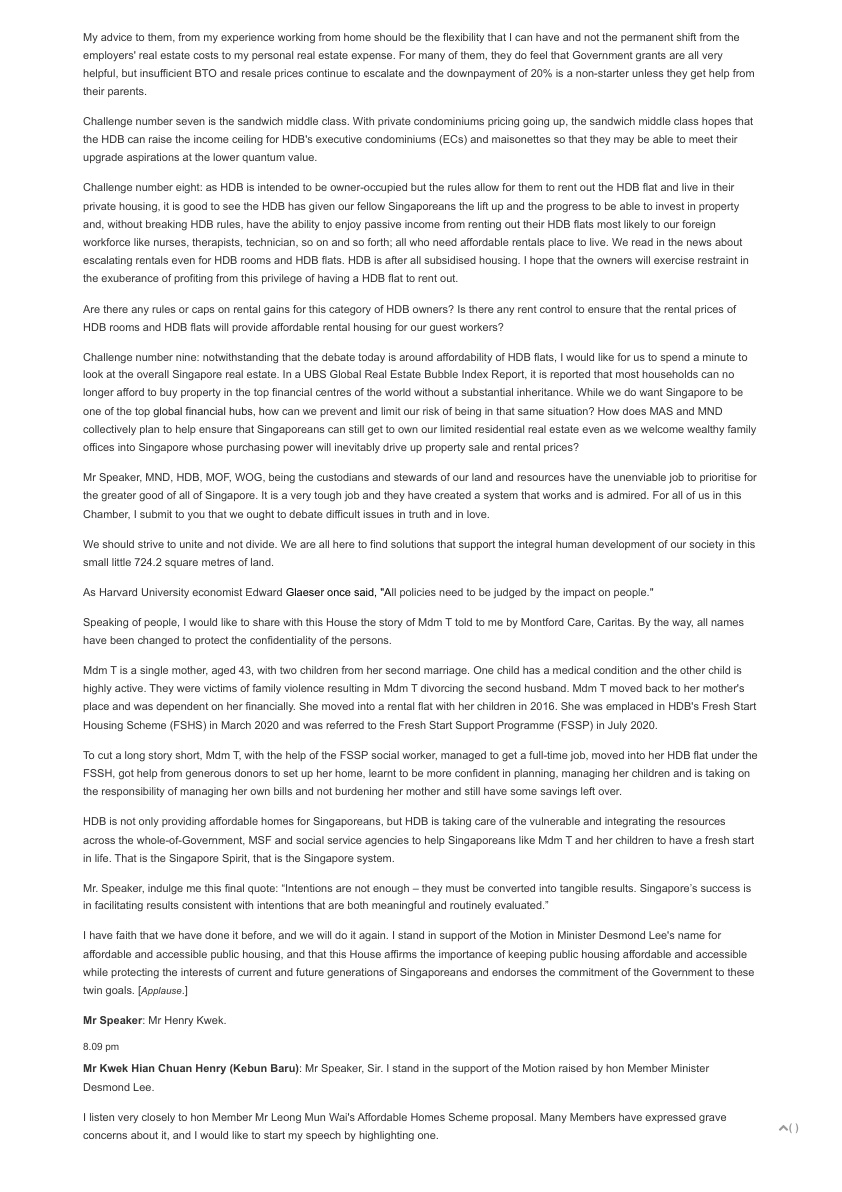 My advice to them, from my experience working from home should be the flexibility that I can have and not the permanent shift from the
employers' real estate costs to my personal real estate expense. For many of them, they do feel that Government grants are all very
helpful, but insufficient BTO and resale prices continue to escalate and the downpayment of 20% is a non-starter unless they get help from
their parents.
Challenge number seven is the sandwich middle class. With private condominiums pricing going up, the sandwich middle class hopes that
the HDB can raise the income ceiling for HDB's executive condominiums (ECs) and maisonettes so that they may be able to meet their
upgrade aspirations at the lower quantum value.
Challenge number eight: as HDB is intended to be owner-occupied but the rules allow for them to rent out the HDB flat and live in their
private housing, it is good to see the HDB has given our fellow Singaporeans the lift up and the progress to be able to invest in property
and, without breaking HDB rules, have the ability to enjoy passive income from renting out their HDB flats most likely to our foreign
workforce like nurses, therapists, technician, so on and so forth; all who need affordable rentals place to live. We read in the news about
escalating rentals even for HDB rooms and HDB flats. HDB is after all subsidised housing. I hope that the owners will exercise restraint in
the exuberance of profiting from this privilege of having a HDB flat to rent out.
Are there any rules or caps on rental gains for this category of HDB owners? Is there any rent control to ensure that the rental prices of
HDB rooms and HDB flats will provide affordable rental housing for our guest workers?
Challenge number nine: notwithstanding that the debate today is around affordability of HDB flats, I would like for us to spend a minute to
look at the overall Singapore real estate. In a UBS Global Real Estate Bubble Index Report, it is reported that most households can no
longer afford to buy property in the top financial centres of the world without a substantial inheritance. While we do want Singapore to be
one of the top global financial hubs, how can we prevent and limit our risk of being in that same situation? How does MAS and MND
collectively plan to help ensure that Singaporeans can still get to own our limited residential real estate even as we welcome wealthy family
offices into Singapore whose purchasing power will inevitably drive up property sale and rental prices?
Mr Speaker, MND, HDB, MOF, WOG, being the custodians and stewards of our land and resources have the unenviable job to prioritise for
the greater good of all of Singapore. It is a very tough job and they have created a system that works and is admired. For all of us in this
Chamber, I submit to you that we ought to debate difficult issues in truth and in love.
We should strive to unite and not divide. We are all here to find solutions that support the integral human development of our society in this
small little 724.2 square metres of land.
As Harvard University economist Edward Glaeser once said, "All policies need to be judged by the impact on people."
Speaking of people, I would like to share with this House the story of Mdm T told to me by Montford Care, Caritas. By the way, all names
have been changed to protect the confidentiality of the persons.
Mdm T is a single mother, aged 43, with two children from her second marriage. One child has a medical condition and the other child is
highly active. They were victims of family violence resulting in Mdm T divorcing the second husband. Mdm T moved back to her mother's
place and was dependent on her financially. She moved into a rental flat with her children in 2016. She was emplaced in HDB's Fresh Start
Housing Scheme (FSHS) in March 2020 and was referred to the Fresh Start Support Programme (FSSP) in July 2020.
To cut a long story short, Mdm T, with the help of the FSSP social worker, managed to get a full-time job, moved into her HDB flat under the
FSSH, got help from generous donors to set up her home, learnt to be more confident in planning, managing her children and is taking on
the responsibility of managing her own bills and not burdening her mother and still have some savings left over.
HDB is not only providing affordable homes for Singaporeans, but HDB is taking care of the vulnerable and integrating the resources
across the whole-of-Government, MSF and social service agencies to help Singaporeans like Mdm T and her children to have a fresh start
in life. That is the Singapore Spirit, that is the Singapore system.
Mr. Speaker, indulge me this final quote: “Intentions are not enough – they must be converted into tangible results. Singapore’s success is
in facilitating results consistent with intentions that are both meaningful and routinely evaluated.”
I have faith that we have done it before, and we will do it again. I stand in support of the Motion in Minister Desmond Lee's name for
affordable and accessible public housing, and that this House affirms the importance of keeping public housing affordable and accessible
while protecting the interests of current and future generations of Singaporeans and endorses the commitment of the Government to these
twin goals. [Applause.]
Mr Speaker: Mr Henry Kwek.
8.09 pm
Mr Kwek Hian Chuan Henry (Kebun Baru): Mr Speaker, Sir. I stand in the support of the Motion raised by hon Member Minister
Desmond Lee.
I listen very closely to hon Member Mr Leong Mun Wai's Affordable Homes Scheme proposal. Many Members have expressed grave
concerns about it, and I would like to start my speech by highlighting one.
( )